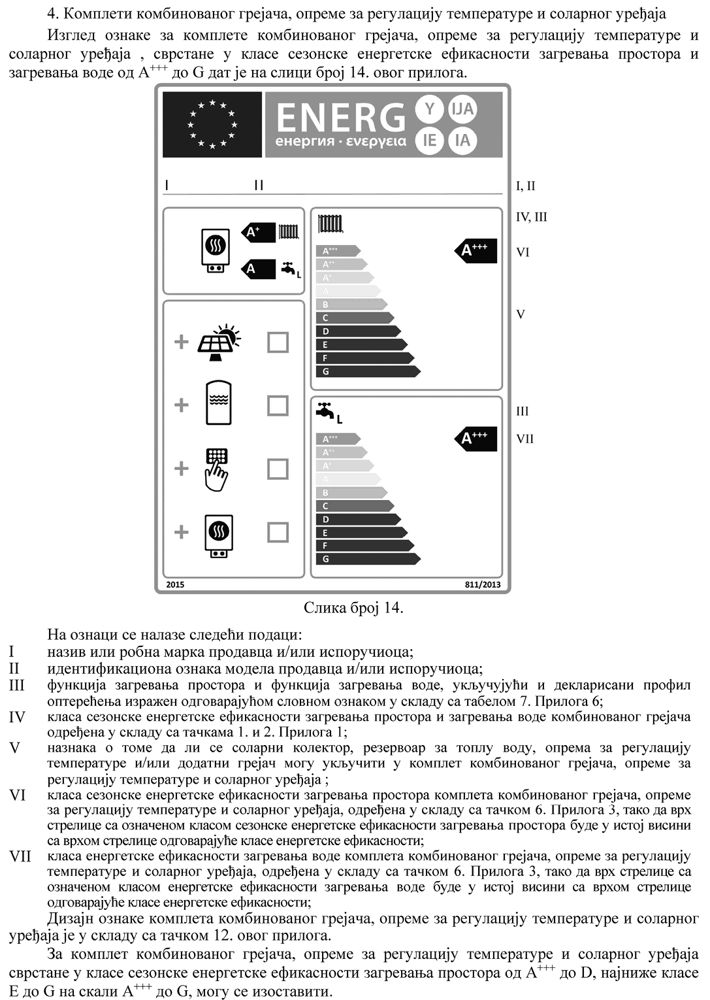 4. Комплети комбинованог грејача, опреме за регулацију температуре и соларног уређаја
Изглед ознаке за комплете комбинованог грејача, опреме за регулацију температуре и
соларног уређаја , сврстане у класе сезонске енергетске ефикасности загревања простора и
загревања воде од A+++ до G дат је на слици број 14. овог прилога.
ENERG
енергия · ενεργεια
Y IJA
IE IA
I II
I, II
IV, III
A+
A
L
A+++
VI
A+++
A++
A+
A
B
C
D
E
F
G
V
III
L
A+++
VII
A+++
A++
A+
A
B
C
D
E
F
G
2015
811/2013
Слика број 14.
На ознаци се налазе следећи подаци:
I назив или робна марка продавца и/или испоручиоца;
II идентификациона ознака модела продавца и/или испоручиоца;
III функција загревања простора и функција загревања воде, укључујући и декларисани профил
оптерећења изражен одговарајућом словном ознаком у складу са табелом 7. Прилога 6;
IV класа сезонске енергетске ефикасности загревања простора и загревања воде комбинованог грејача
одређена у складу са тачкама 1. и 2. Прилога 1;
V назнака о томе да ли се соларни колектор, резервоар за топлу воду, опрема за регулацију
температуре и/или додатни грејач могу укључити у комплет комбинованог грејача, опреме за
регулацију температуре и соларног уређаја ;
VI класа сезонске енергетске ефикасности загревања простора комплета комбинованог грејача, опреме
за регулацију температуре и соларног уређаја, одређена у складу са тачком 6. Прилога 3, тако да врх
стрелице са означеном класом сезонске енергетске ефикасности загревања простора буде у истој висини
са врхом стрелице одговарајуће класе енергетске ефикасности;
VII класа енергетске ефикасности загревања воде комплета комбинованог грејача, опреме за регулацију
температуре и соларног уређаја, одређена у складу са тачком 6. Прилога 3, тако да врх стрелице са
означеном класом енергетске ефикасности загревања воде буде у истој висини са врхом стрелице
одговарајуће класе енергетске ефикасности;
Дизајн ознаке комплета комбинованог грејача, опреме за регулацију температуре и соларног
уређаја је у складу са тачком 12. овог прилога.
За комплет комбинованог грејача, опреме за регулацију температуре и соларног уређаја
сврстане у класе сезонске енергетске ефикасности загревања простора од A+++ до D, најниже класе
E до G на скали A+++ до G, могу се изоставити.